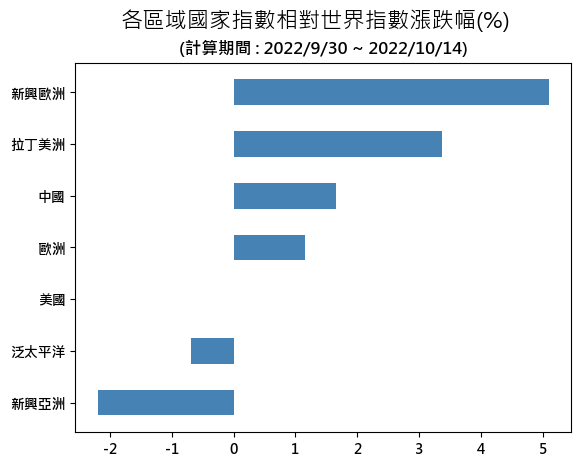 各區域國家指數相對世界指數漲跌幅(%)
(計算期間 : 2022/9/30 ~ 2022/10/14)
新興歐洲
拉丁美洲
中國
歐洲
美國
泛太平洋
新興亞洲
-2 -1 0 1 2 3 4 5